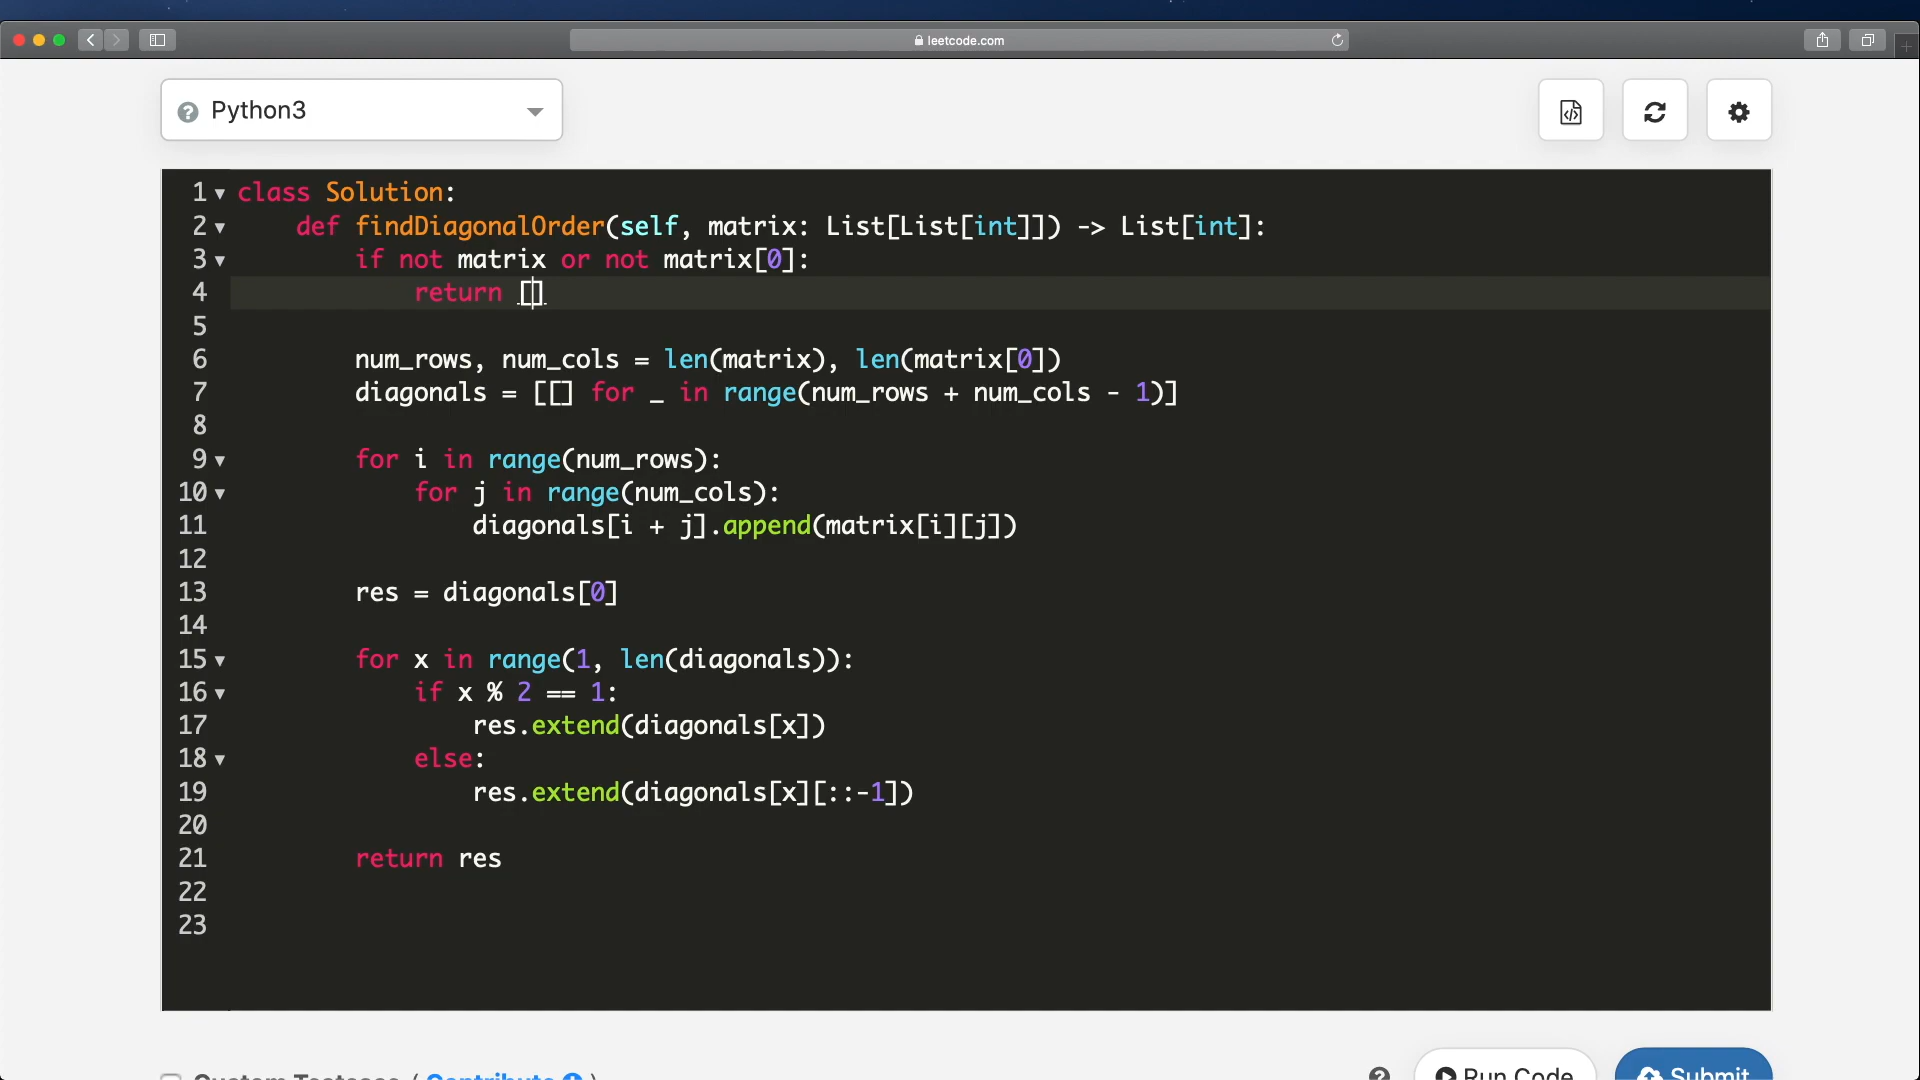 leetcode.com
Python3
1 class Solution:
2 def findDiagonalOrder(self, matrix: List[List[int]]) -> List[int]:
3 if not matrix or not matrix[0]:
4 return []
5
6 num_rows, num_cols = len(matrix), len(matrix[0])
7 diagonals = [[] for _ in range(num_rows + num_cols - 1)]
8
9 for i in range(num_rows):
10 for j in range(num_cols):
11 diagonals[i + j].append(matrix[i][j])
12
13 res = diagonals[0]
14
15 for x in range(1, len(diagonals)):
16 if x % 2 == 1:
17 res.extend(diagonals[x])
18 else:
19 res.extend(diagonals[x][::-1])
20
21 return res
22
23
Custom Testcase ( Contribute )
Run Code
Submit